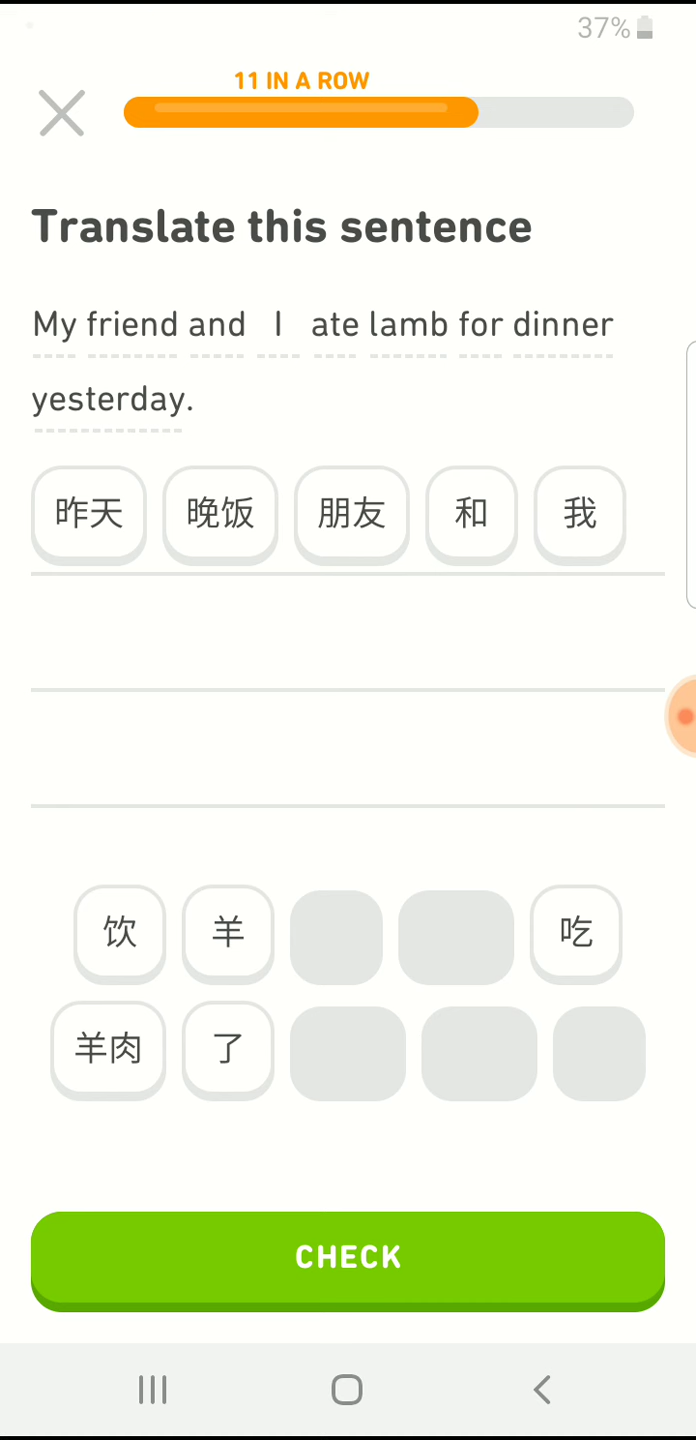 37%
11 IN A ROW
Translate this sentence
My friend and I ate lamb for dinner
yesterday.
昨天 晚饭 朋友 和 我
饮 羊 吃
羊肉 了
CHECK